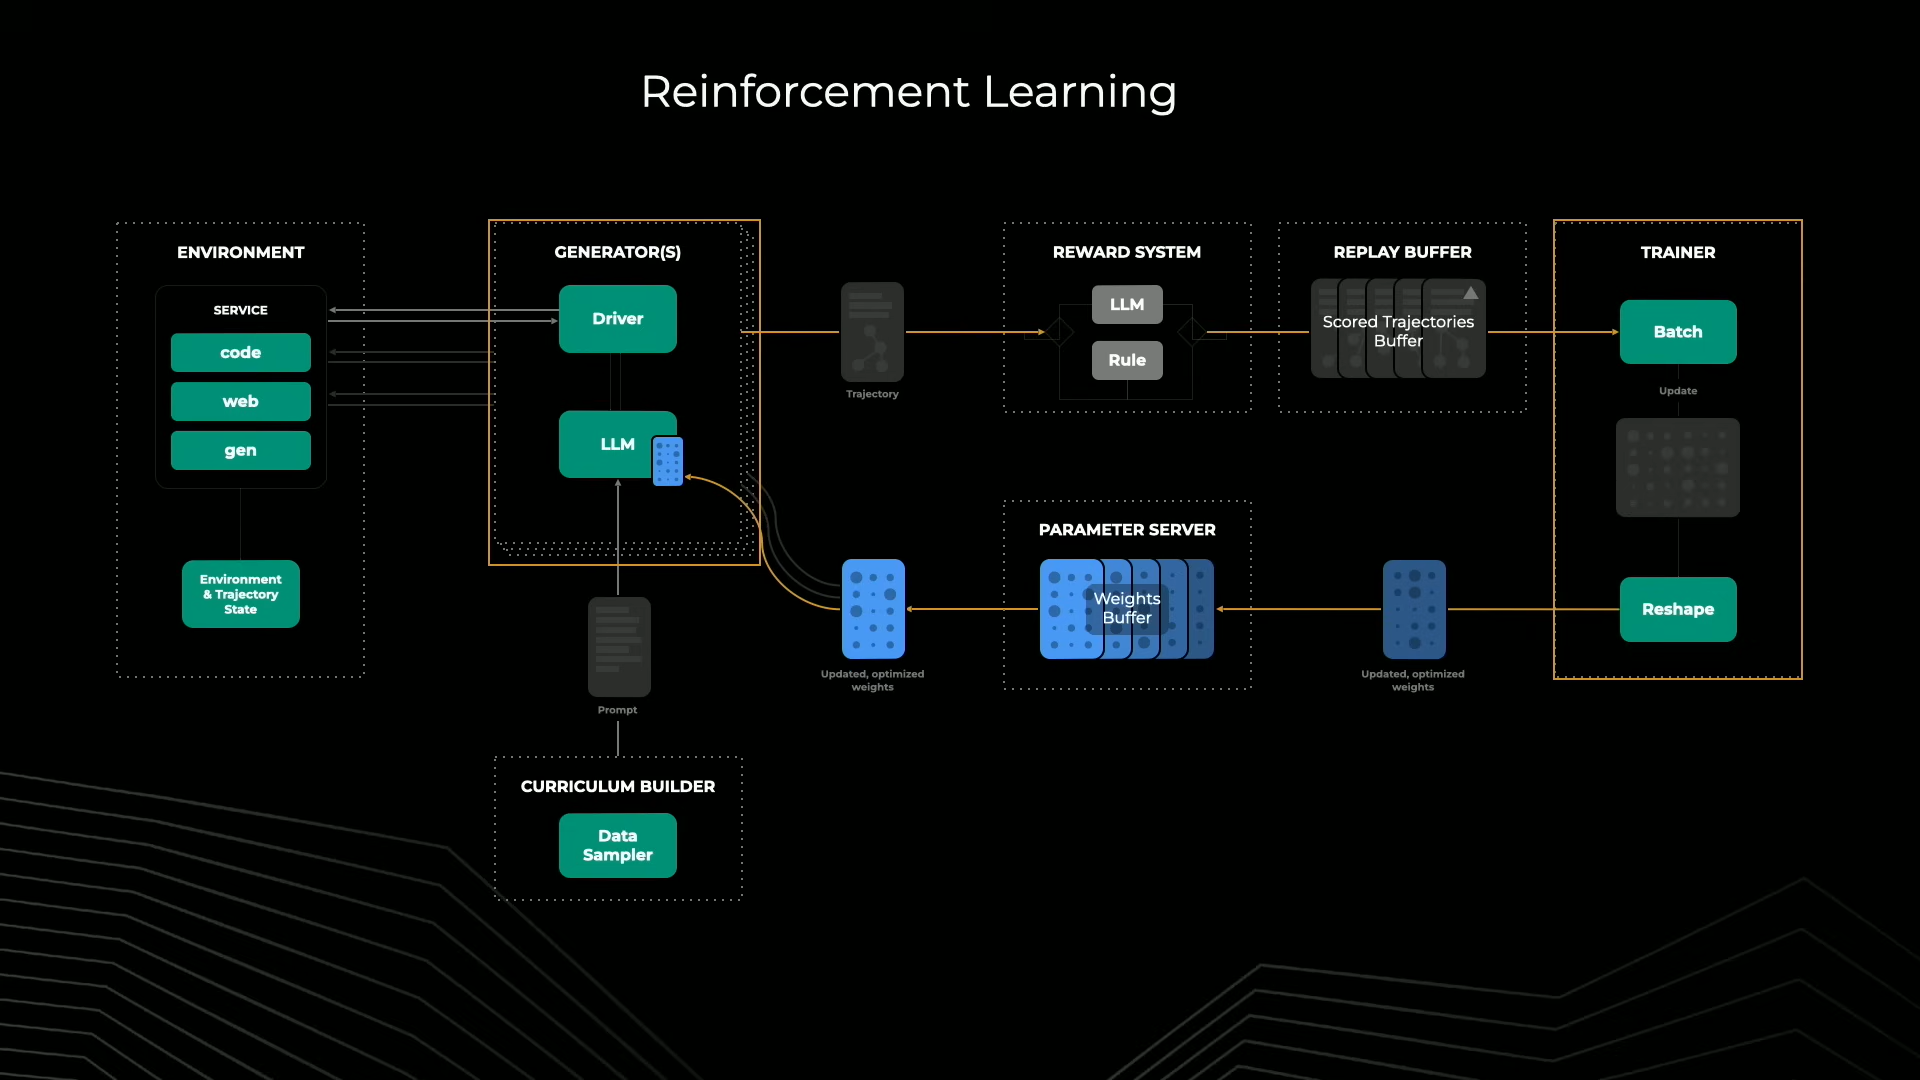 Reinforcement Learning
ENVIRONMENT
SERVICE
code
web
gen
Environment
& Trajectory
State
GENERATOR(S)
Driver
LLM
Prompt
CURRICULUM BUILDER
Data
Sampler
Trajectory
REWARD SYSTEM
LLM
Rule
REPLAY BUFFER
Scored Trajectories
Buffer
TRAINER
Batch
Update
Reshape
Updated, optimized
weights
PARAMETER SERVER
Weights
Buffer
Updated, optimized
weights